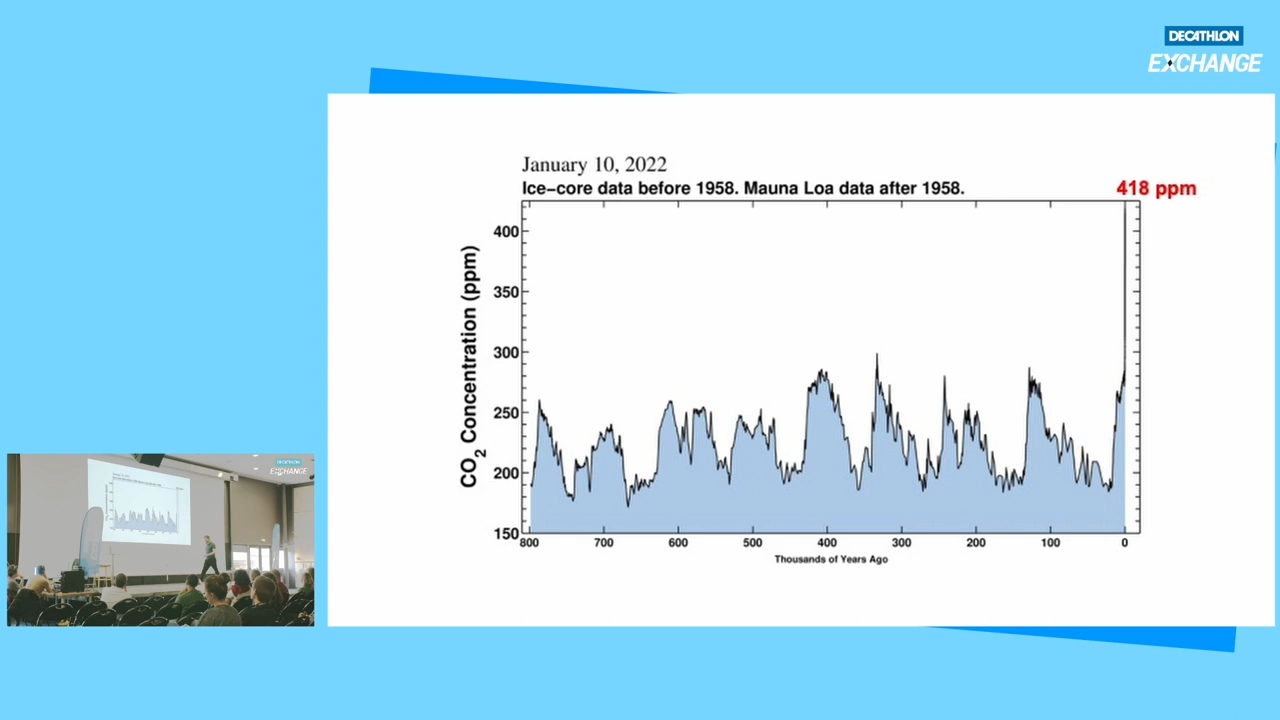 DECATHLON
EXCHANGE
January 10, 2022
Ice-core data before 1958. Mauna Loa data after 1958.
418 ppm
CO2 Concentration (ppm)
400
350
300
250
200
150
800 700 600 500 400 300 200 100 0
Thousands of Years Ago
DECATHLON
EXCHANGE